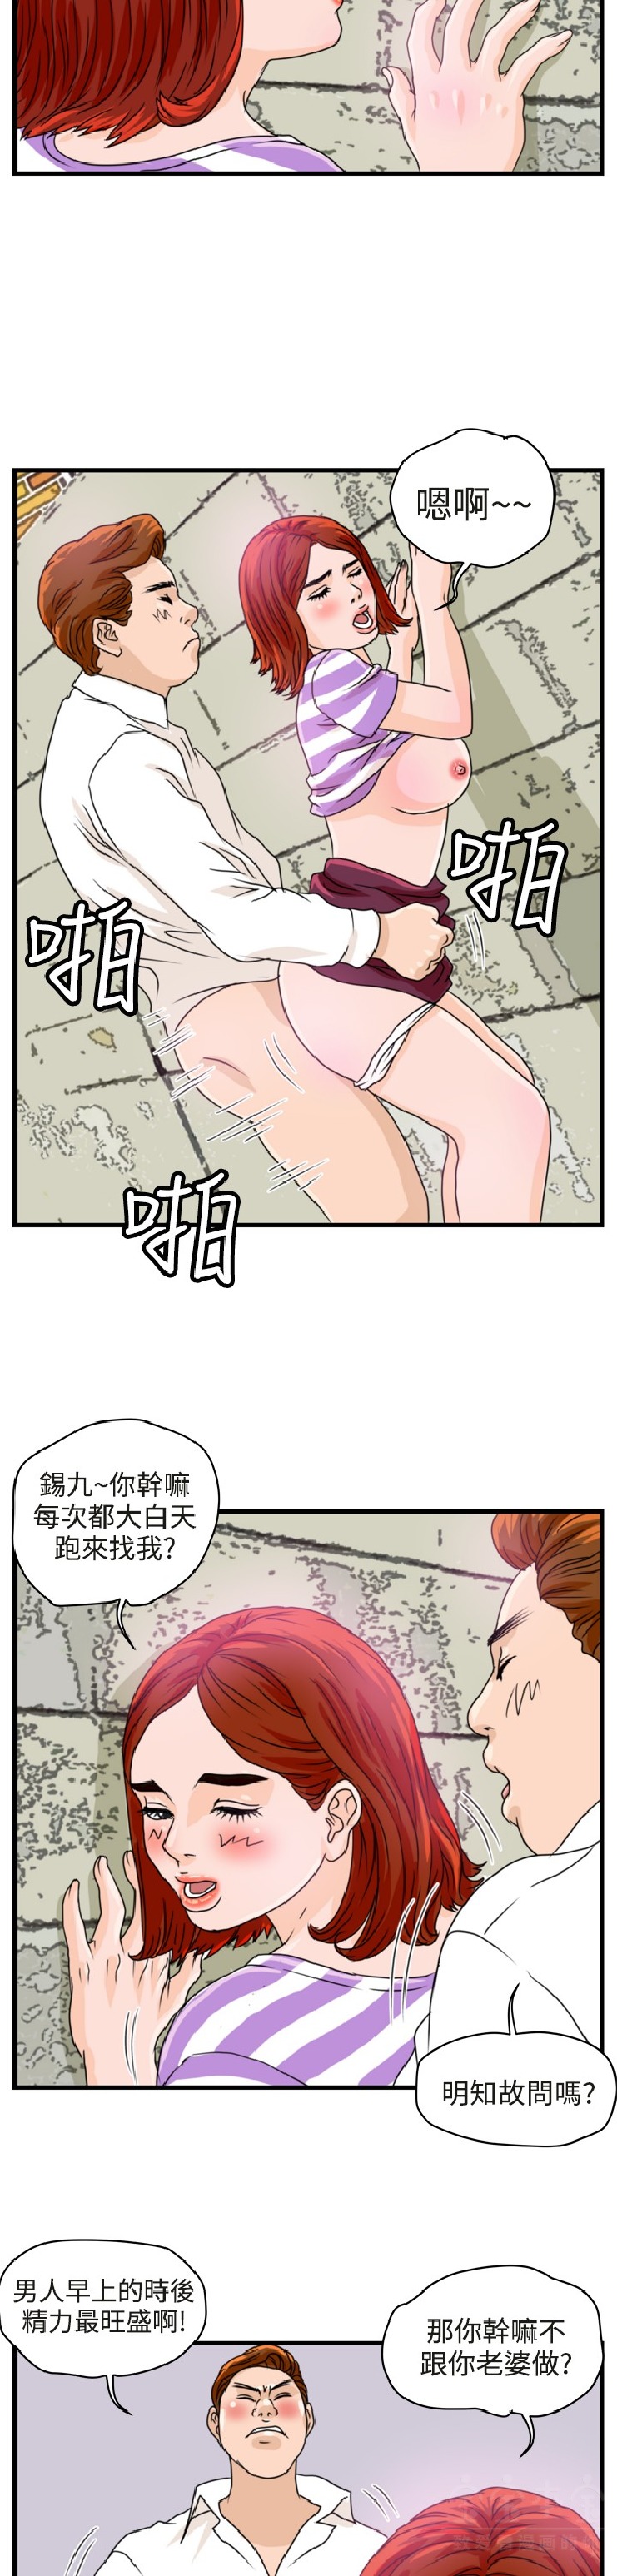 嗯啊~~
啪
啪
啪
錫九~你幹嘛
每次都大白天
跑來找我?
明知故問嗎?
男人早上的時後
精力最旺盛啊!
那你幹嘛不
跟你老婆做?